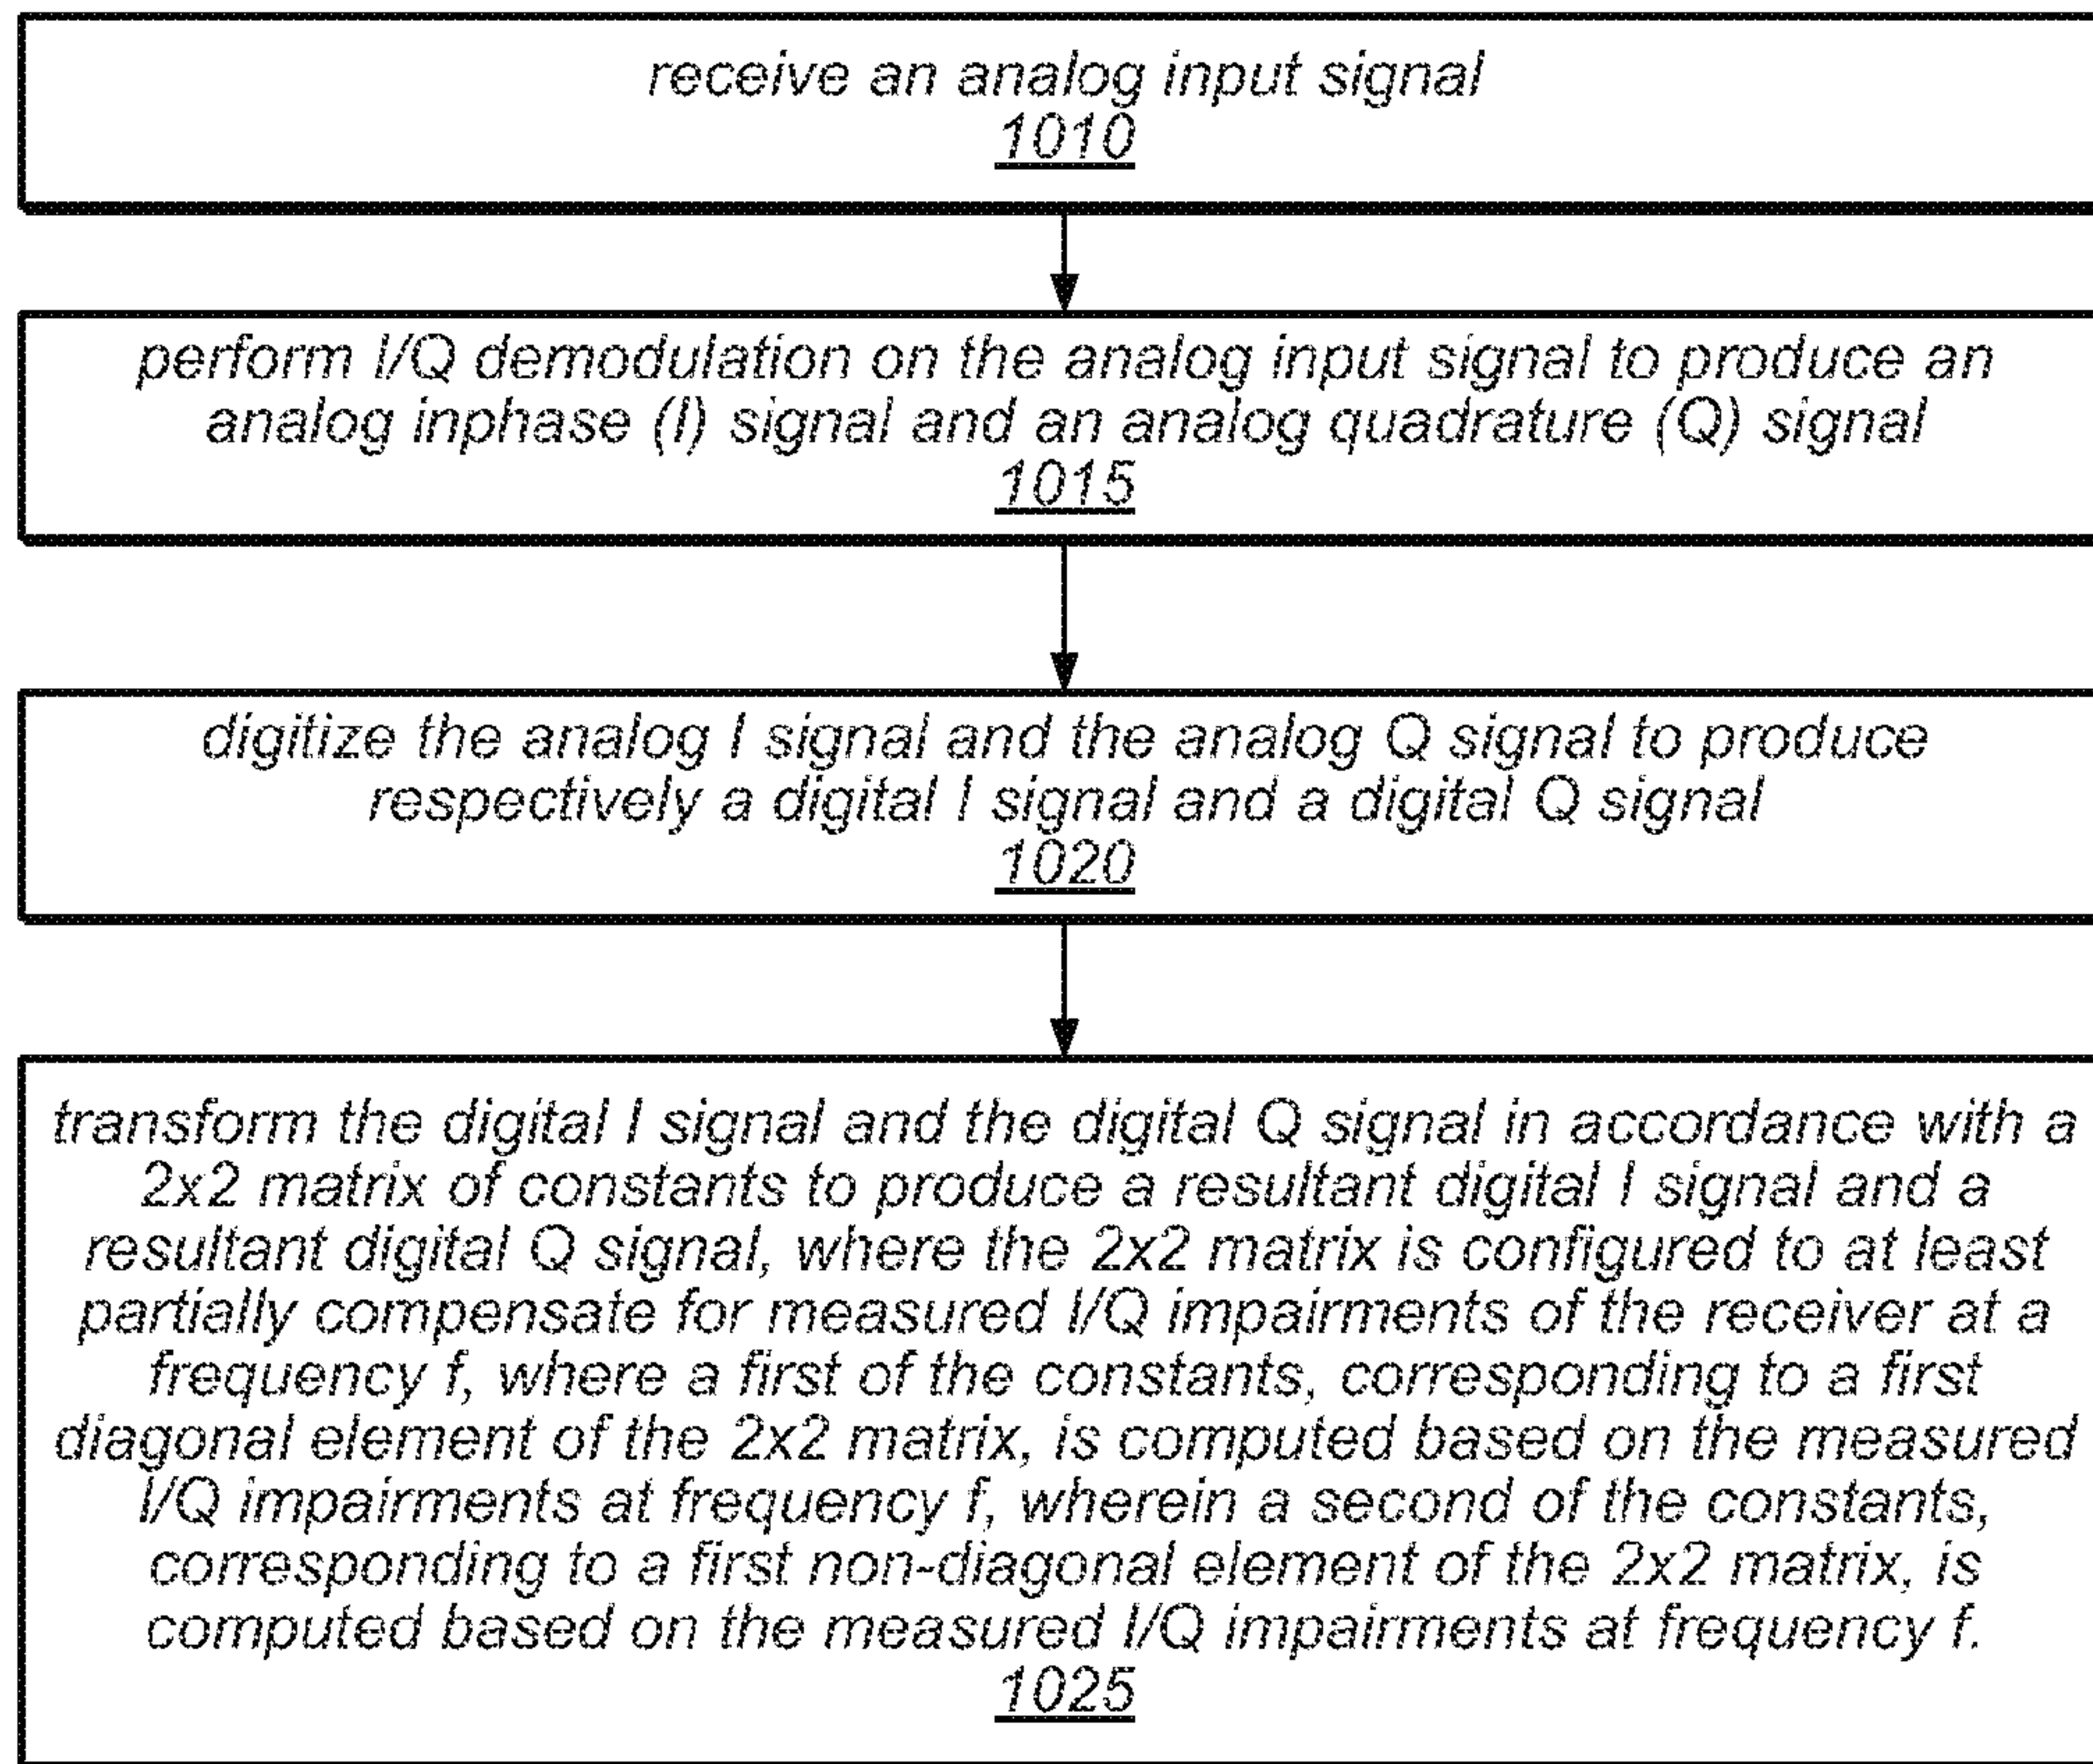 receive an analog input signal
1010
perform I/Q demodulation on the analog input signal to produce an
analog inphase (I) signal and an analog quadrature (Q) signal
1015
digitize the analog I signal and the analog Q signal to produce
respectively a digital I signal and a digital Q signal
1020
transform the digital I signal and the digital Q signal in accordance with a
2x2 matrix of constants to produce a resultant digital I signal and a
resultant digital Q signal, where the 2x2 matrix is configured to at least
partially compensate for measured I/Q impairments of the receiver at a
frequency f, where a first of the constants, corresponding to a first
diagonal element of the 2x2 matrix, is computed based on the measured
I/Q impairments at frequency f, wherein a second of the constants,
corresponding to a first non-diagonal element of the 2x2 matrix, is
computed based on the measured I/Q impairments at frequency f.
1025